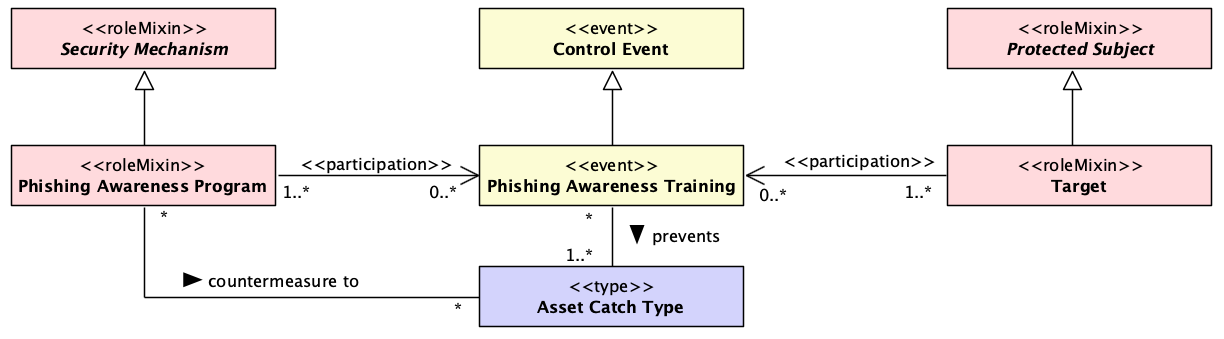 <<roleMixin>>
Security Mechanism
<<event>>
Control Event
<<roleMixin>>
Protected Subject
<<roleMixin>>
Phishing Awareness Program
<<participation>>
1..*
0..*
<<event>>
Phishing Awareness Training
<<participation>>
0..*
1..*
<<roleMixin>>
Target
*
countermeasure to
*
*
prevents
1..*
<<type>>
Asset Catch Type